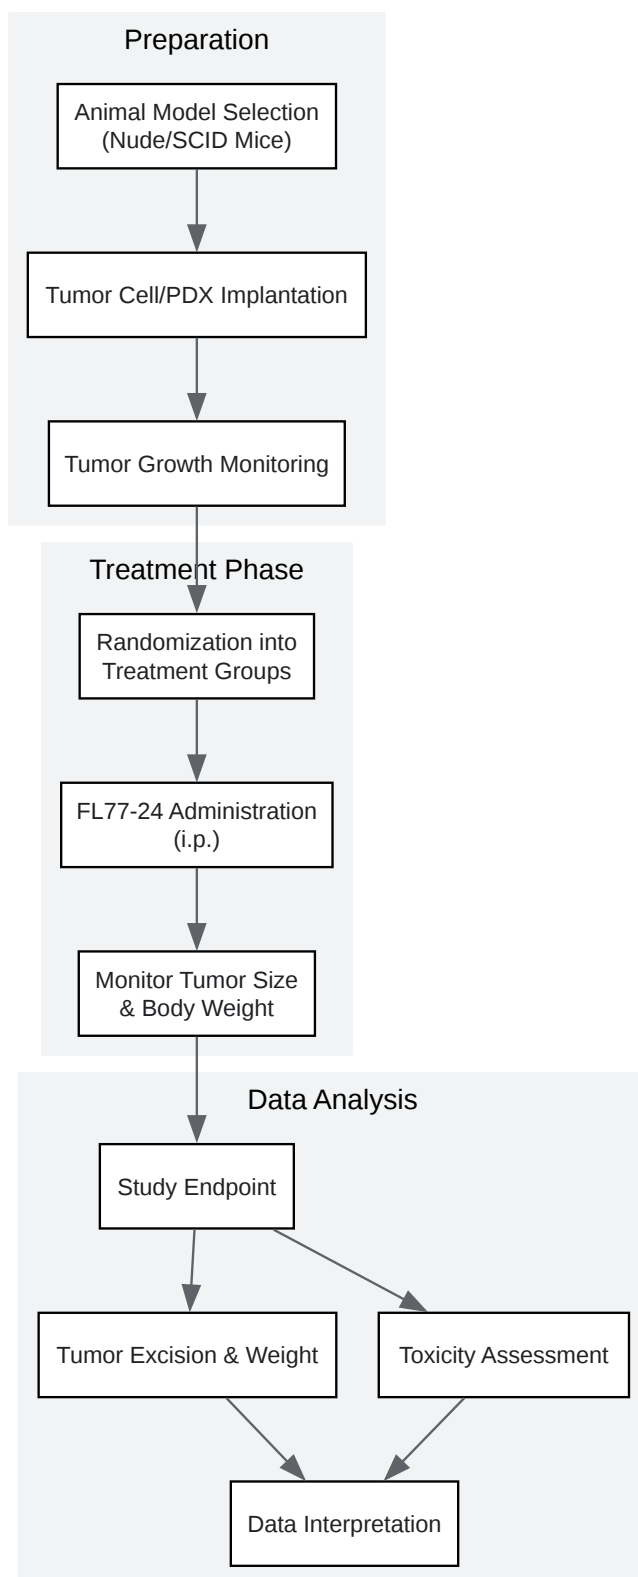 Preparation
Animal Model Selection
(Nude/SCID Mice)
Tumor Cell/PDX Implantation
Tumor Growth Monitoring
Treatment Phase
Randomization into
Treatment Groups
FL77-24 Administration
(i.p.)
Monitor Tumor Size
& Body Weight
Data Analysis
Study Endpoint
Tumor Excision & Weight
Toxicity Assessment
Data Interpretation